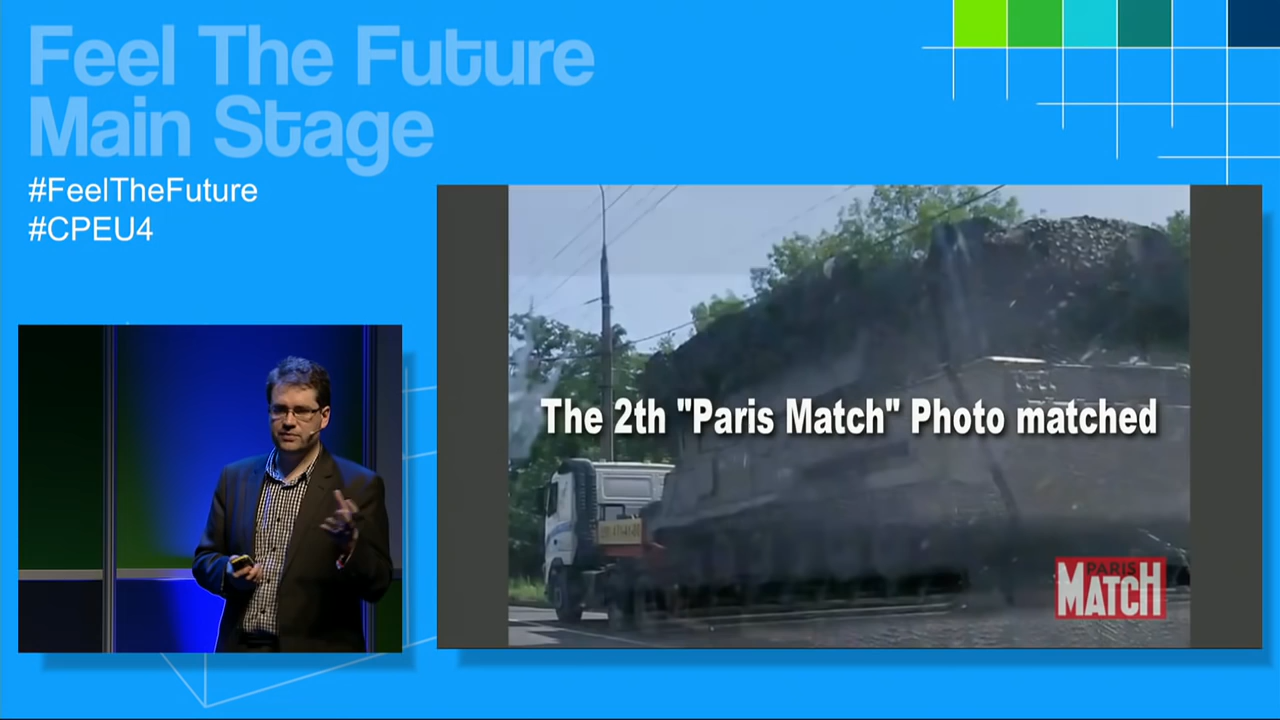 Feel The Future
Main Stage
#FeelTheFuture
#CPEU4
The 2th "Paris Match" Photo matched
PARIS
MATCH